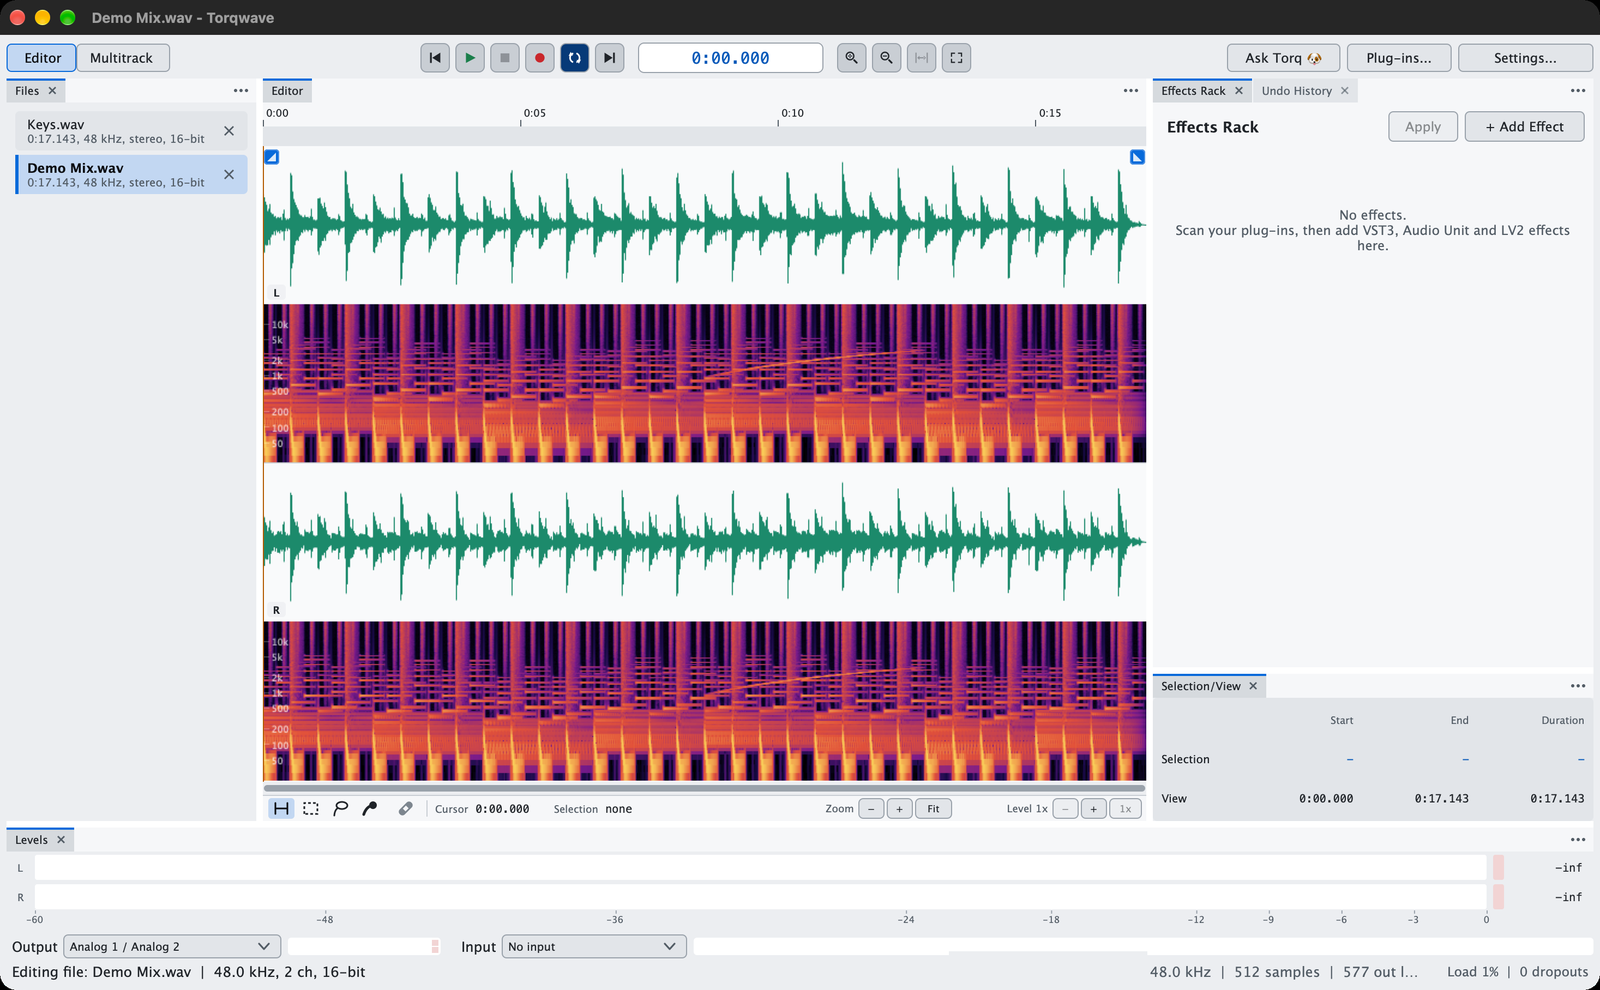 Demo Mix.wav - Torqwave
Editor
Multitrack
0:00.000
Ask Torq
Plug-ins...
Settings...
Files
Editor
Effects Rack
Undo History
Keys.wav
0:17.143, 48 kHz, stereo, 16-bit
Demo Mix.wav
0:17.143, 48 kHz, stereo, 16-bit
0:00
0:05
0:10
0:15
L
10k
5k
2k
1k
500
200
100
50
R
10k
5k
2k
1k
500
200
100
50
Effects Rack
Apply
+ Add Effect
No effects.
Scan your plug-ins, then add VST3, Audio Unit and LV2 effects
here.
Selection/View
Start End Duration
Selection – – –
View 0:00.000 0:17.143 0:17.143
Cursor 0:00.000 Selection none
Zoom − + Fit
Level 1x − + 1x
Levels
L -inf
R -inf
-60 -48 -36 -24 -18 -12 -9 -6 -3 0
Output Analog 1 / Analog 2
Input No input
Editing file: Demo Mix.wav | 48.0 kHz, 2 ch, 16-bit
48.0 kHz | 512 samples | 577 out l...
Load 1% | 0 dropouts